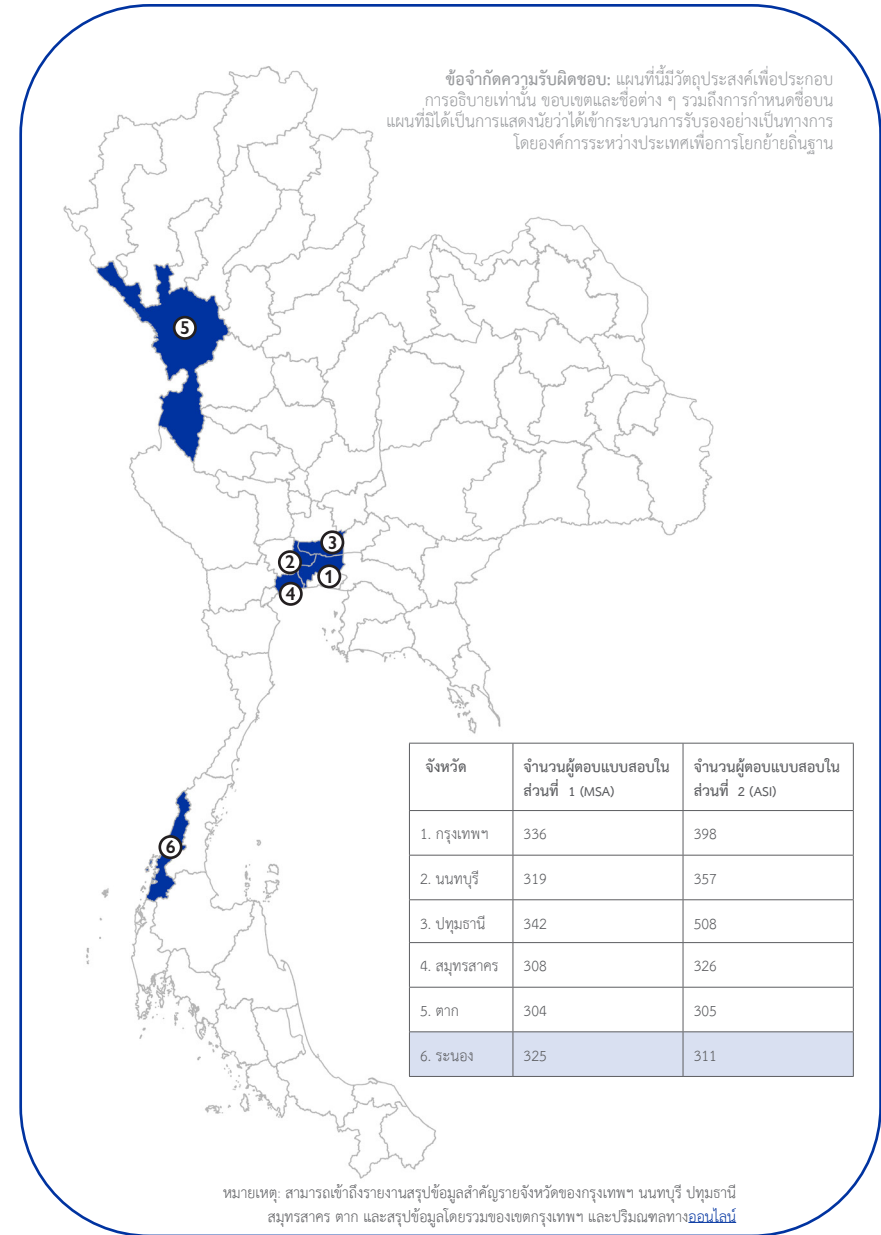 ข้อจำกัดความรับผิดชอบ: แผนที่นี้มีวัตถุประสงค์เพื่อประกอบ
การอธิบายเท่านั้น ขอบเขตและชื่อต่าง ๆ รวมถึงการกำหนดชื่อบน
แผนที่มิได้เป็นการแสดงนัยว่าได้เข้ากระบวนการรับรองอย่างเป็นทางการ
โดยองค์การระหว่างประเทศเพื่อการโยกย้ายถิ่นฐาน
5
3
2
1
4
6
จังหวัด จำนวนผู้ตอบแบบสอบใน ส่วนที่ 1 (MSA) จำนวนผู้ตอบแบบสอบใน ส่วนที่ 2 (ASI)
1. กรุงเทพฯ 336 398
2. นนทบุรี 319 357
3. ปทุมธานี 342 508
4. สมุทรสาคร 308 326
5. ตาก 304 305
6. ระนอง 325 311
หมายเหตุ: สามารถเข้าถึงรายงานสรุปข้อมูลสำคัญรายจังหวัดของกรุงเทพฯ นนทบุรี ปทุมธานี
สมุทรสาคร ตาก และสรุปข้อมูลโดยรวมของเขตกรุงเทพฯ และปริมณฑลทางออนไลน์